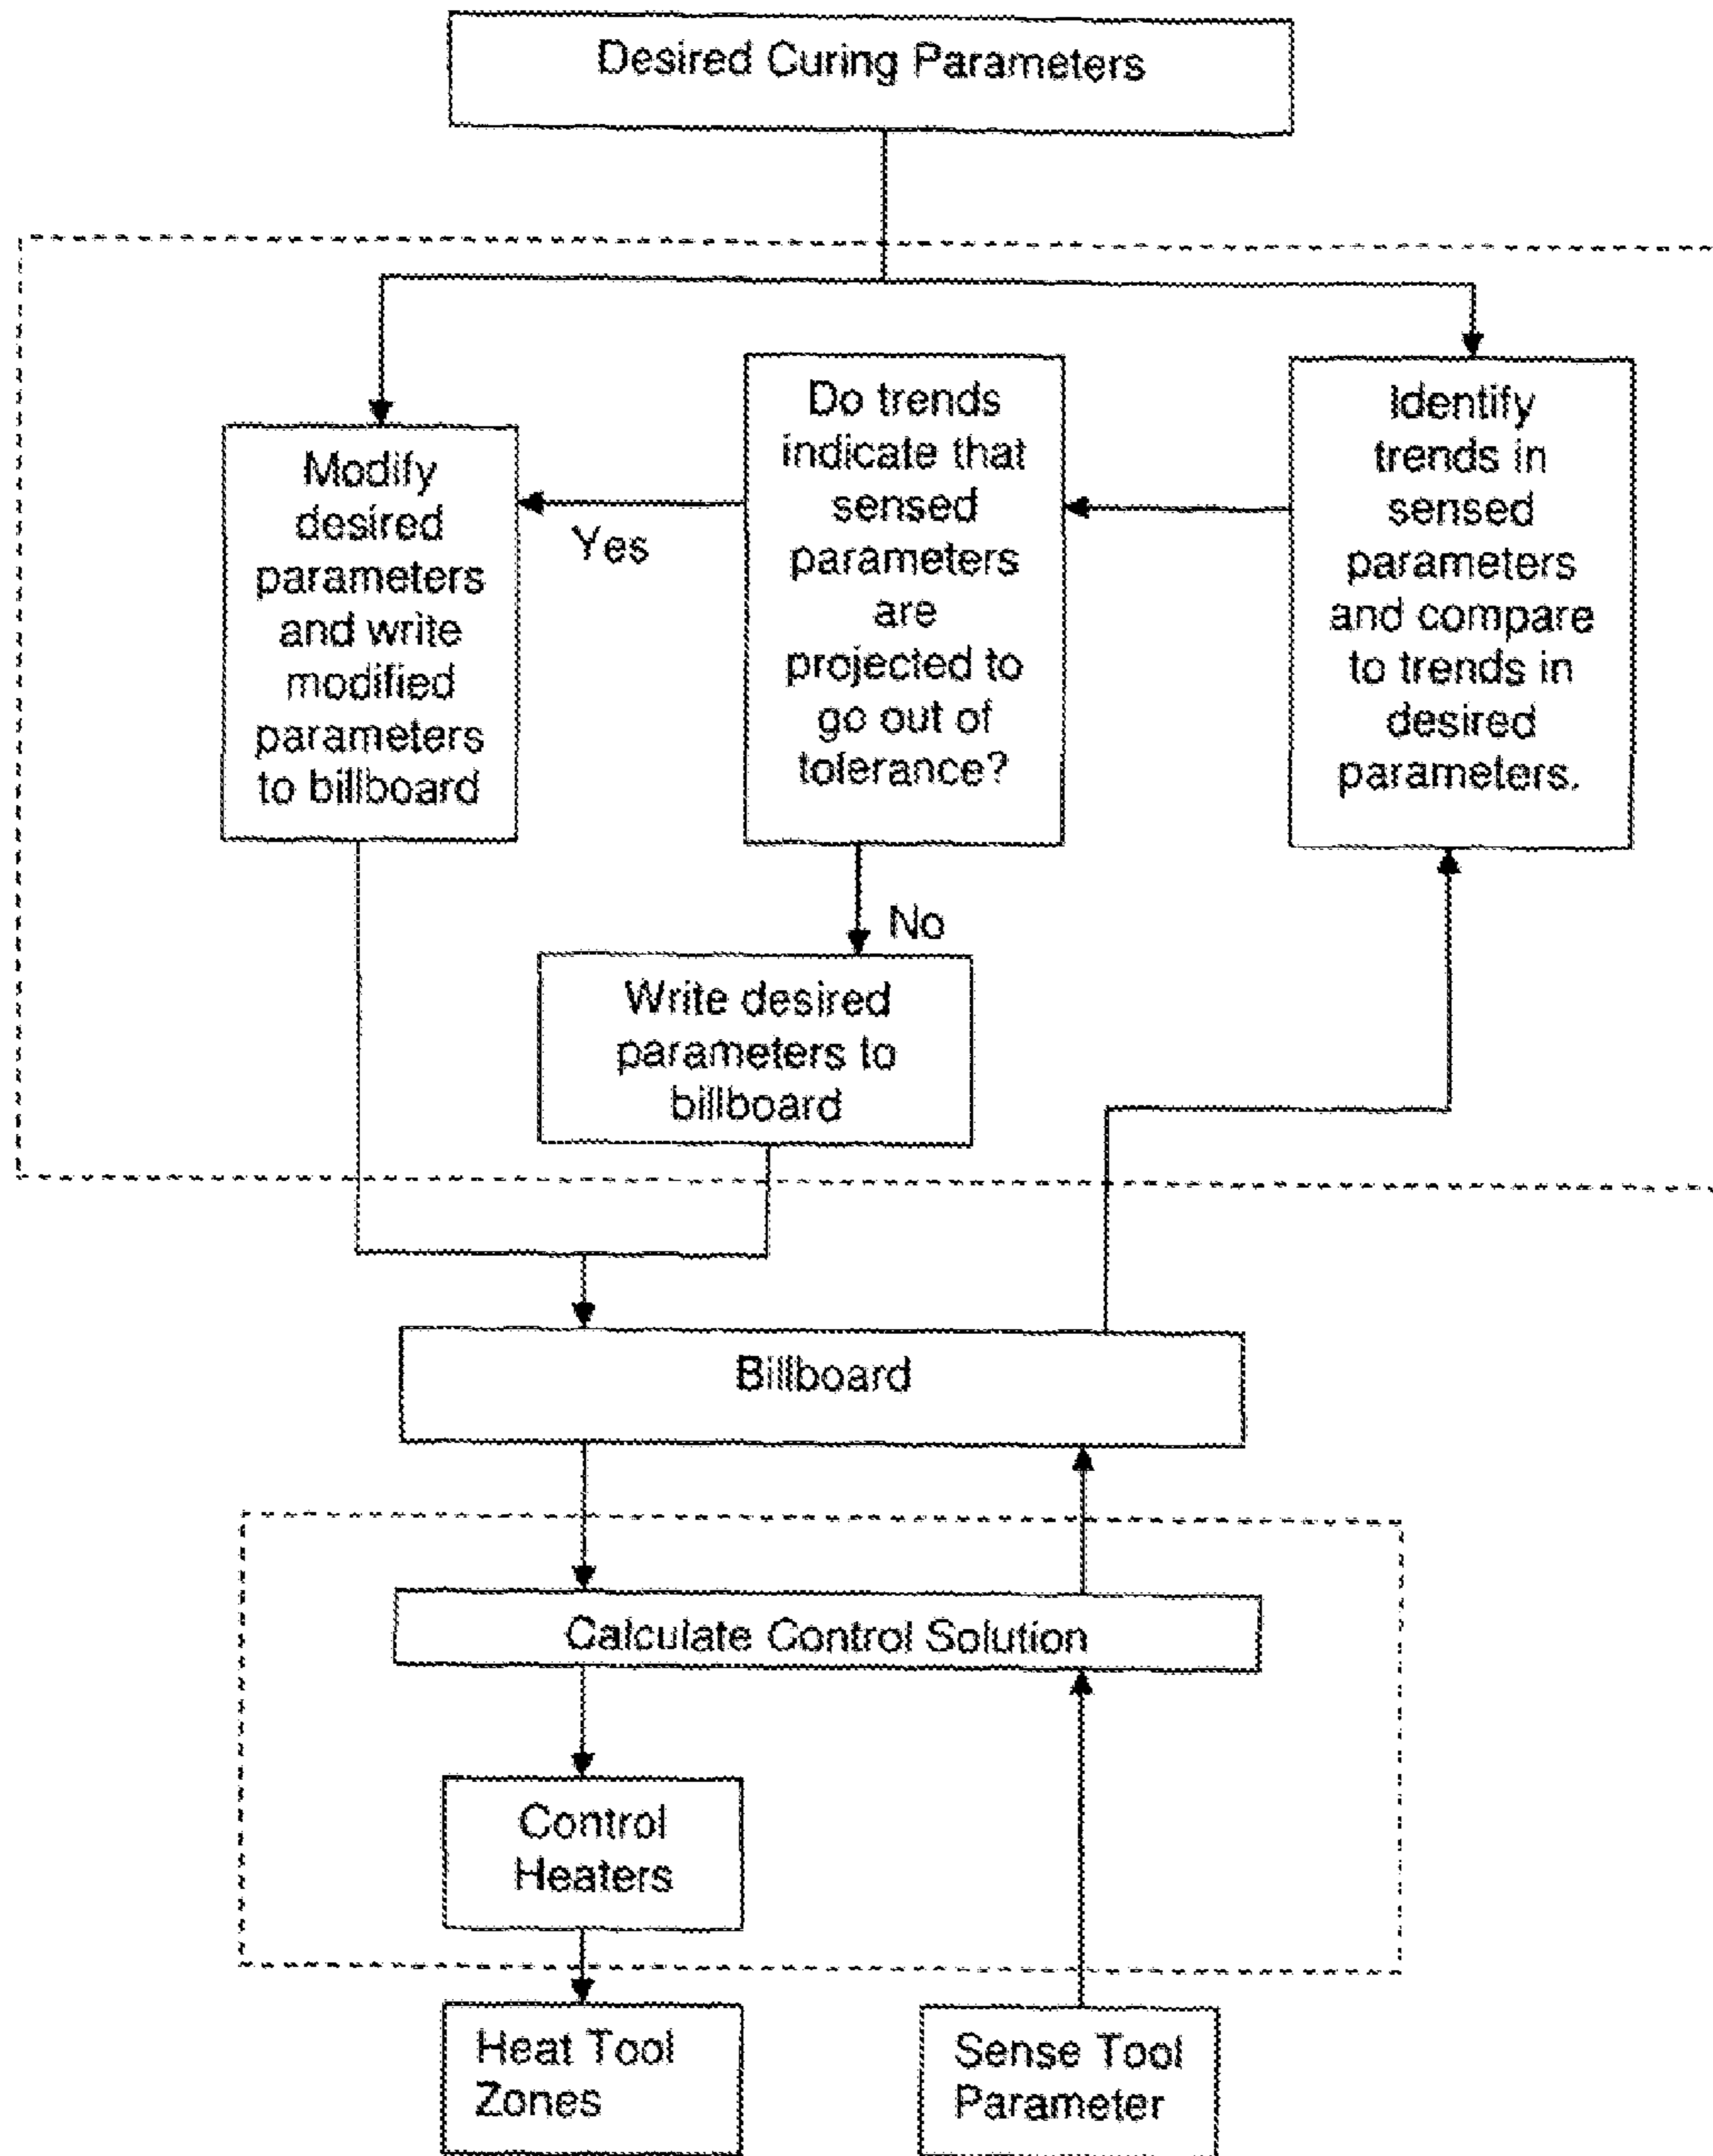 Desired Curing Parameters
Modify
desired
parameters
and write
modified
parameters
to billboard
Yes
Do trends
indicate that
sensed
parameters
are
projected to
go out of
tolerance?
Identify
trends in
sensed
parameters
and compare
to trends in
desired
parameters.
No
Write desired
parameters to
billboard
Billboard
Calculate Control Solution
Control
Heaters
Heat Tool
Zones
Sense Tool
Parameter